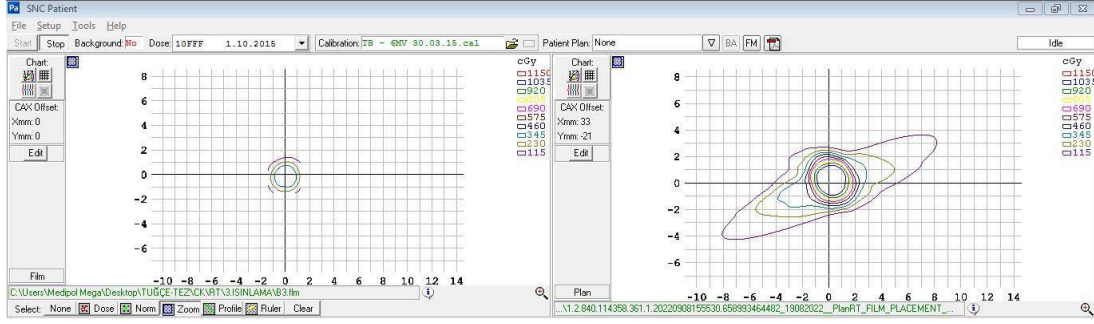 SNC Patient
File Setup Tools Help
Start Stop Background: No Dose: 10FFF 1.10.2015 Calibration: TB - 6MV 30.03.15.cal Patient Plan: None BA FM Idle
Chart:
CAX Offset:
Xmm: 0
Ymm: 0
Edit
Film
8
6
4
2
0
-2
-4
-6
-10 -8 -6 -4 -2 0 2 4 6 8 10 12 14
cGy
1150
1035
920
690
575
460
345
230
115
C:\Users\Medipol Mega\Desktop\TUĞÇE-TEZ\CK\RT\3.ISINLAMA\B3.flm
Select: None Dose Norm Zoom Profile Ruler Clear
Chart:
CAX Offset:
Xmm: 33
Ymm: -21
Edit
Plan
8
6
4
2
0
-2
-4
-6
-10 -8 -6 -4 -2 0 2 4 6 8 10 12 14
cGy
1150
1035
920
690
575
460
345
230
115
...\1.2.840.114358.361.1.20220908155530.658993464482_19082022__PlanRT_FILM_PLACEMENT_...